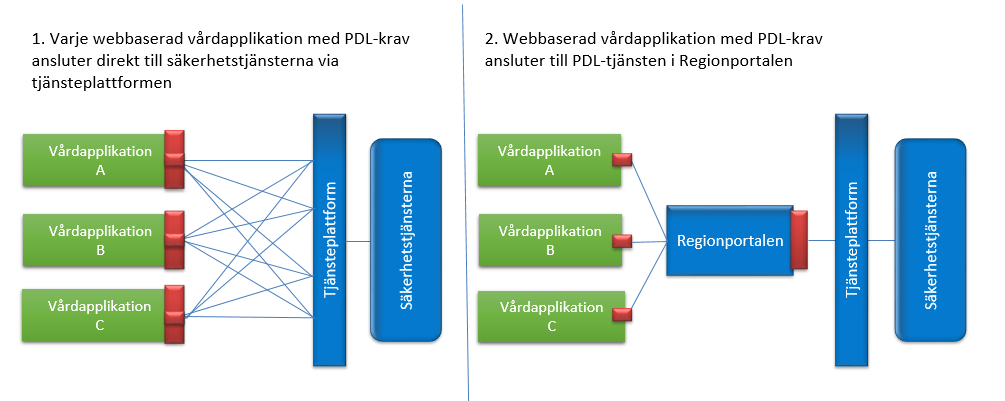 1. Varje webbaserad vårdapplikation med PDL-krav
ansluter direkt till säkerhetstjänsterna via
tjänsteplattformen
Vårdapplikation
A
Vårdapplikation
B
Vårdapplikation
C
Tjänsteplattform
Säkerhetstjänsterna
2. Webbaserad vårdapplikation med PDL-krav
ansluter till PDL-tjänsten i Regionportalen
Vårdapplikation
A
Vårdapplikation
B
Vårdapplikation
C
Regionportalen
Tjänsteplattform
Säkerhetstjänsterna